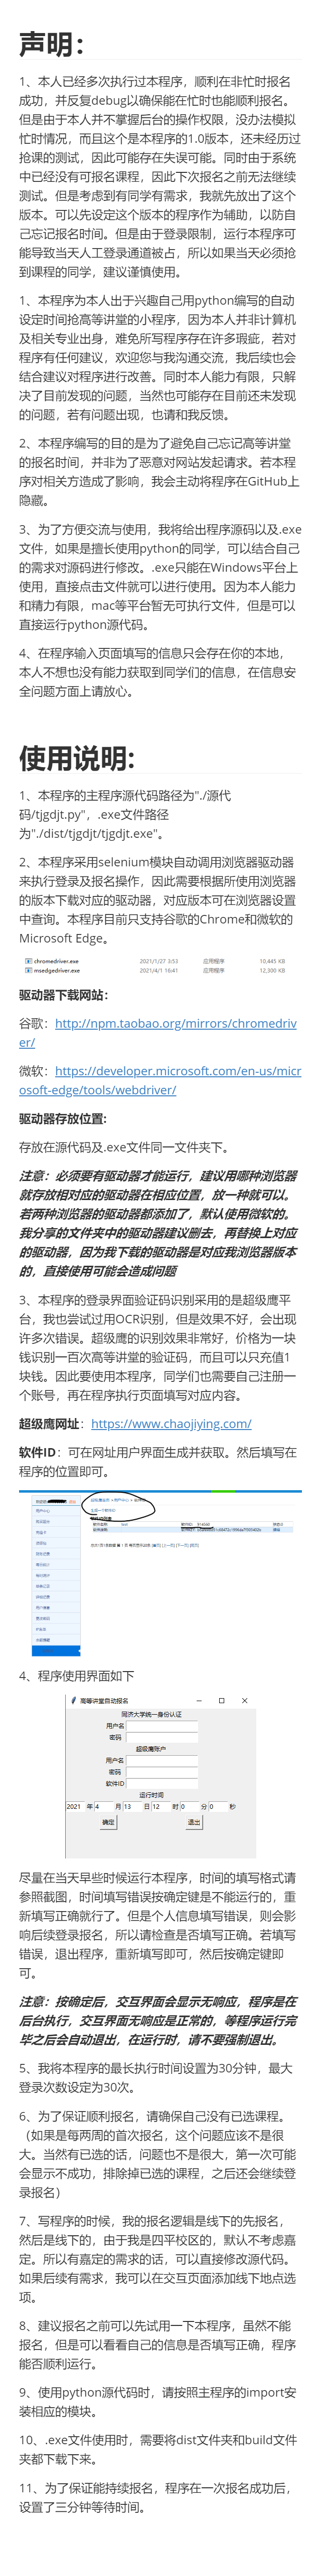 声明：
1、本人已经多次执行过本程序，顺利在非忙时报名
成功，并反复debug以确保能在忙时也能顺利报名。
但是由于本人并不掌握后台的操作权限，没办法模拟
忙时情况，而且这个是本程序的1.0版本，还未经历过
抢课的测试，因此可能存在失误可能。同时由于系统
中已经没有可报名课程，因此下次报名之前无法继续
测试。但是考虑到有同学有需求，我就先放出了这个
版本。可以先设定这个版本的程序作为辅助，以防自
己忘记报名时间。但是由于登录限制，运行本程序可
能导致当天人工登录通道被占，所以如果当天必须抢
到课程的同学，建议谨慎使用。
1、本程序为本人出于兴趣自己用python编写的自动
设定时间抢高等讲堂的小程序，因为本人并非计算机
及相关专业出身，难免所写程序存在许多瑕疵，若对
程序有任何建议，欢迎您与我沟通交流，我后续也会
结合建议对程序进行改善。同时本人能力有限，只解
决了目前发现的问题，当然也可能存在目前还未发现
的问题，若有问题出现，也请和我反馈。
2、本程序编写的目的是为了避免自己忘记高等讲堂
的报名时间，并非为了恶意对网站发起请求。若本程
序对相关方造成了影响，我会主动将程序在GitHub上
隐藏。
3、为了方便交流与使用，我将给出程序源码以及.exe
文件，如果是擅长使用python的同学，可以结合自己
的需求对源码进行修改。.exe只能在Windows平台上
使用，直接点击文件就可以进行使用。因为本人能力
和精力有限，mac等平台暂无可执行文件，但是可以
直接运行python源代码。
4、在程序输入页面填写的信息只会存在你的本地，
本人不想也没有能力获取到同学们的信息，在信息安
全问题方面上请放心。
使用说明:
1、本程序的主程序源代码路径为"./源代
码/tjgdjt.py"，.exe文件路径
为"./dist/tjgdjt/tjgdjt.exe"。
2、本程序采用selenium模块自动调用浏览器驱动器
来执行登录及报名操作，因此需要根据所使用浏览器
的版本下载对应的驱动器，对应版本可在浏览器设置
中查询。本程序目前只支持谷歌的Chrome和微软的
Microsoft Edge。
chromedriver.exe 2021/1/27 3:53 应用程序 10,445 KB
msedgedriver.exe 2021/4/1 16:41 应用程序 12,300 KB
驱动器下载网站：
谷歌：http://npm.taobao.org/mirrors/chromedriv
er/
微软：https://developer.microsoft.com/en-us/micr
osoft-edge/tools/webdriver/
驱动器存放位置：
存放在源代码及.exe文件同一文件夹下。
注意：必须要有驱动器才能运行，建议用哪种浏览器
就存放相对应的驱动器在相应位置，放一种就可以。
若两种浏览器的驱动器都添加了，默认使用微软的。
我分享的文件夹中的驱动器建议删去，再替换上对应
的驱动器，因为我下载的驱动器是对应我浏览器版本
的，直接使用可能会造成问题
3、本程序的登录界面验证码识别采用的是超级鹰平
台，我也尝试过用OCR识别，但是效果不好，会出现
许多次错误。超级鹰的识别效果非常好，价格为一块
钱识别一百次高等讲堂的验证码，而且可以只充值1
块钱。因此要使用本程序，同学们也需要自己注册一
个账号，再在程序执行页面填写对应内容。
超级鹰网址：https://www.chaojiying.com/
软件ID：可在网址用户界面生成并获取。然后填写在
程序的位置即可。
4、程序使用界面如下
高等讲堂自动报名
同济大学统一身份认证
用户名
密码
超级鹰账户
用户名
密码
软件ID
运行时间
2021 年 4 月 13 日 12 时 0 分 0 秒
确定 退出
尽量在当天早些时候运行本程序，时间的填写格式请
参照截图，时间填写错误按确定键是不能运行的，重
新填写正确就行了。但是个人信息填写错误，则会影
响后续登录报名，所以请检查是否填写正确。若填写
错误，退出程序，重新填写即可，然后按确定键即
可。
注意：按确定后，交互界面会显示无响应，程序是在
后台执行，交互界面无响应是正常的，等程序运行完
毕之后会自动退出，在运行时，请不要强制退出。
5、我将本程序的最长执行时间设置为30分钟，最大
登录次数设定为30次。
6、为了保证顺利报名，请确保自己没有已选课程。
（如果是每两周的首次报名，这个问题应该不是很
大。当然有已选的话，问题也不是很大，第一次可能
会显示不成功，排除掉已选的课程，之后还会继续登
录报名）
7、写程序的时候，我的报名逻辑是线下的先报名，
然后是线下的，由于我是四平校区的，默认不考虑嘉
定。所以有嘉定的需求的话，可以直接修改源代码。
如果后续有需求，我可以在交互页面添加线下地点选
项。
8、建议报名之前可以先试用一下本程序，虽然不能
报名，但是可以看看自己的信息是否填写正确，程序
能否顺利运行。
9、使用python源代码时，请按照主程序的import安
装相应的模块。
10、.exe文件使用时，需要将dist文件夹和build文件
夹都下载下来。
11、为了保证能持续报名，程序在一次报名成功后，
设置了三分钟等待时间。